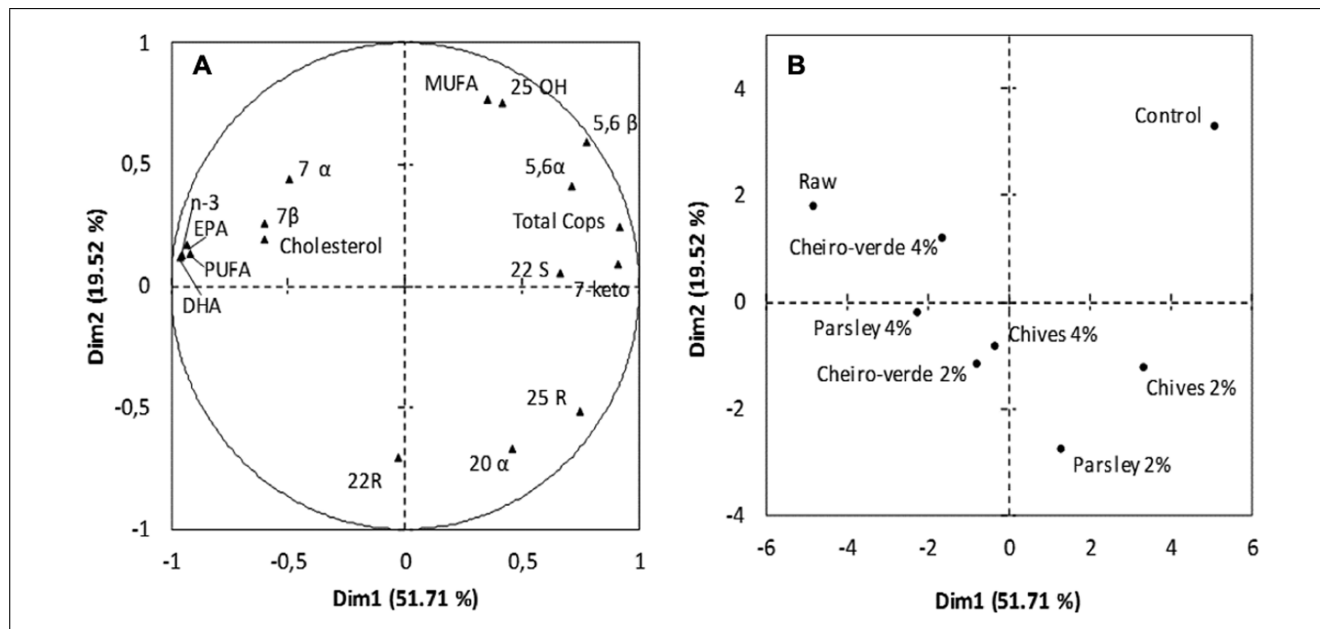 A
1
0,5
0
-0,5
-1
Dim2 (19.52 %)
MUFA
25 OH
5,6 β
5,6α
7 α
n-3
EPA
7β
Cholesterol
PUFA
DHA
Total Cops
22 S
7-keto
25 R
20 α
22R
-1
-0,5
0
0,5
1
Dim1 (51.71 %)
B
4
2
0
-2
-4
Dim2 (19.52 %)
Control
Raw
Cheiro-verde 4%
Parsley 4%
Chives 4%
Cheiro-verde 2%
Chives 2%
Parsley 2%
-6
-4
-2
0
2
4
6
Dim1 (51.71 %)